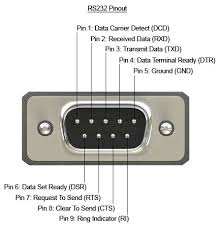 RS232 Pinout
Pin 1: Data Carrier Detect (DCD)
Pin 2: Received Data (RXD)
Pin 3: Transmit Data (TXD)
Pin 4: Data Terminal Ready (DTR)
Pin 5: Ground (GND)
Pin 6: Data Set Ready (DSR)
Pin 7: Request To Send (RTS)
Pin 8: Clear To Send (CTS)
Pin 9: Ring Indicator (RI)